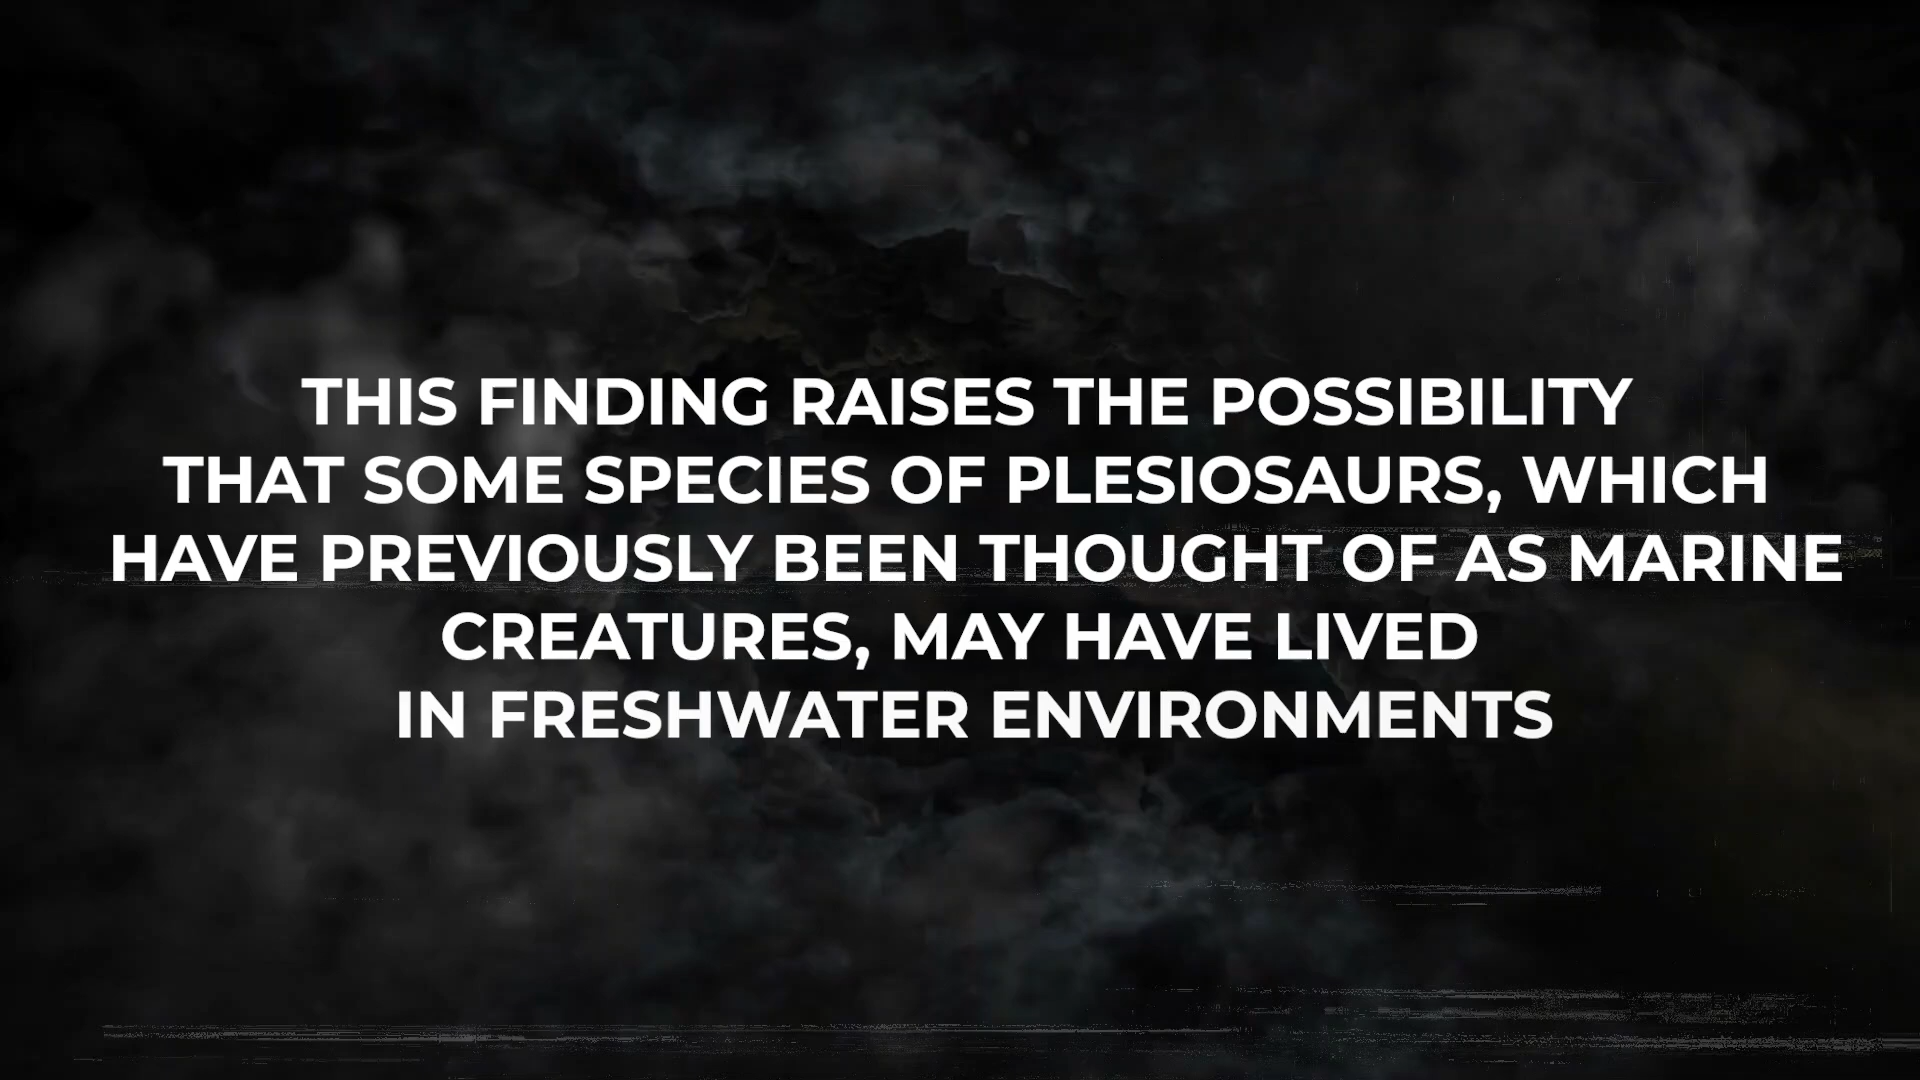 THIS FINDING RAISES THE POSSIBILITY
THAT SOME SPECIES OF PLESIOSAURS, WHICH
HAVE PREVIOUSLY BEEN THOUGHT OF AS MARINE
CREATURES, MAY HAVE LIVED
IN FRESHWATER ENVIRONMENTS